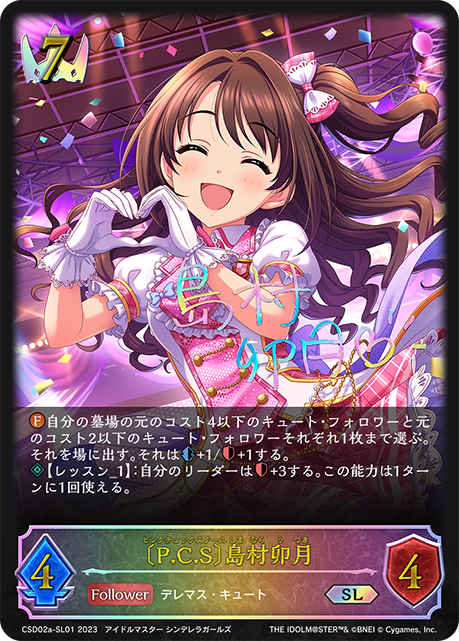 7
島村
卯月
Ⓕ自分の墓場の元のコスト4以下のキュート・フォロワーと元
のコスト2以下のキュート・フォロワーそれぞれ1枚まで選ぶ。
それを場に出す。それは+1/+1する。
【レッスン_1】:自分のリーダーは+3する。この能力は1ター
ンに1回使える。
ピンクチェックスクールしまむらうづき
〔P.C.S〕島村卯月
4
Follower デレマス・キュート
SL
4
CSD02a-SL01 2023 アイドルマスター シンデレラガールズ THE IDOLM@STER™& ©BNEI © Cygames, Inc.